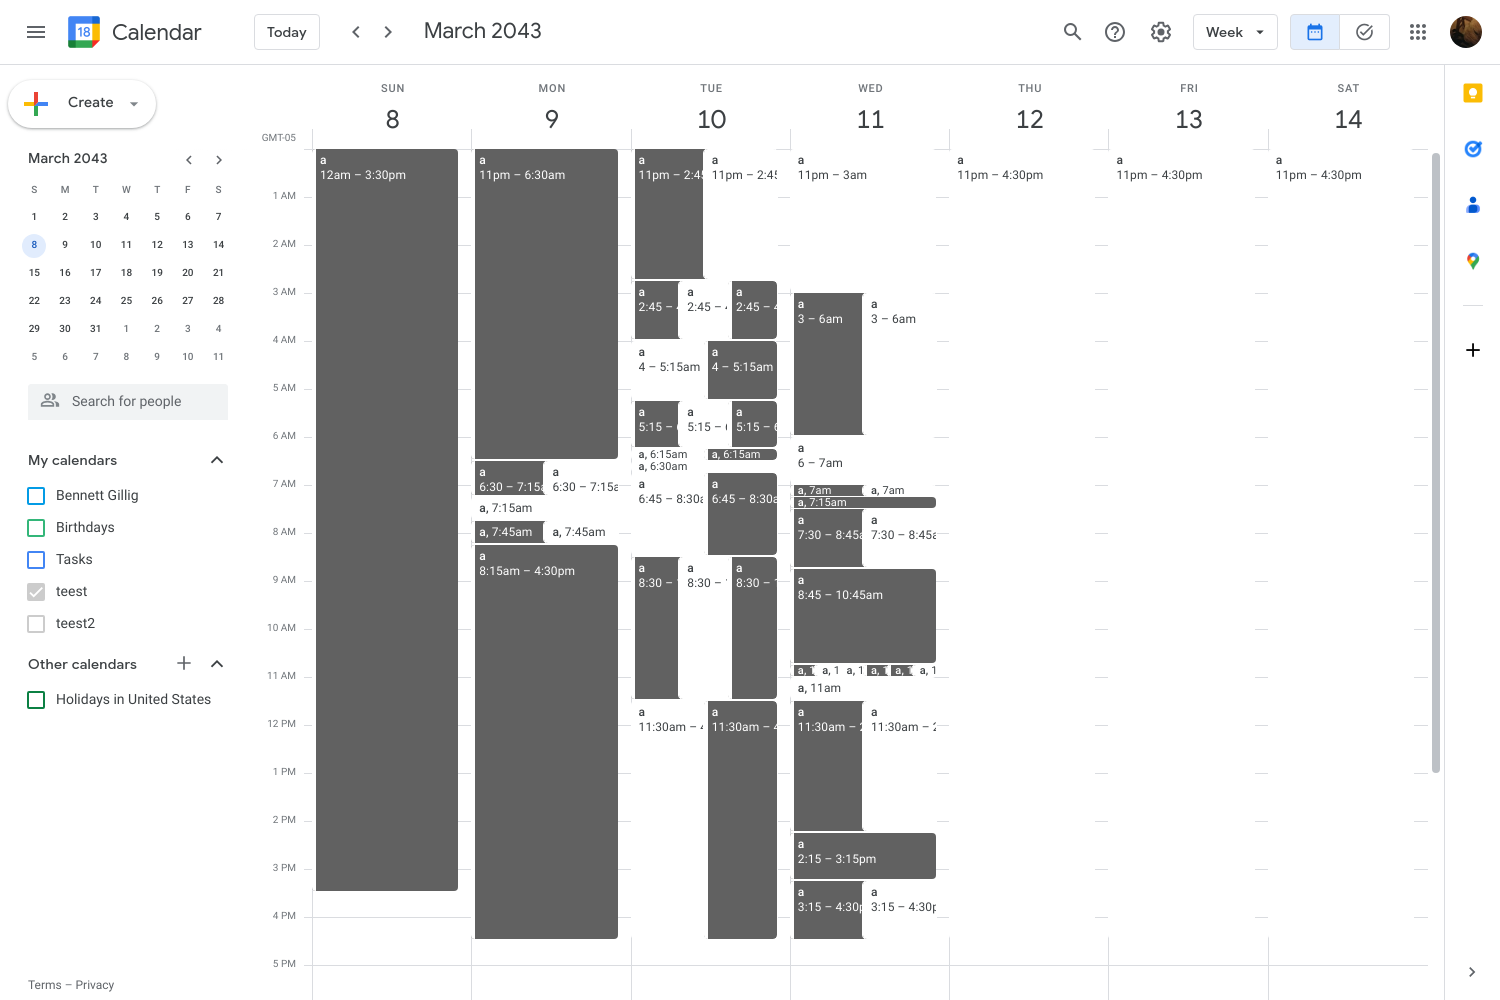 18 Calendar Today March 2043 Week
Create
March 2043
S M T W T F S
1 2 3 4 5 6 7
8 9 10 11 12 13 14
15 16 17 18 19 20 21
22 23 24 25 26 27 28
29 30 31 1 2 3 4
5 6 7 8 9 10 11
Search for people
My calendars
Bennett Gillig
Birthdays
Tasks
teest
teest2
Other calendars
Holidays in United States
Terms – Privacy
SUN MON TUE WED THU FRI SAT
8 9 10 11 12 13 14
GMT-05
1 AM
2 AM
3 AM
4 AM
5 AM
6 AM
7 AM
8 AM
9 AM
10 AM
11 AM
12 PM
1 PM
2 PM
3 PM
4 PM
5 PM
a
12am – 3:30pm
a
11pm – 6:30am
a
6:30 – 7:15a
a
6:30 – 7:15a
a, 7:15am
a, 7:45am
a, 7:45am
a
8:15am – 4:30pm
a
11pm – 2:45
a
11pm – 2:45
a
2:45 –
a
2:45 –
a
2:45 –
a
4 – 5:15am
a
4 – 5:15am
a
5:15 –
a
5:15 –
a
5:15 – 6
a, 6:15am
a, 6:15am
a, 6:30am
a
6:45 – 8:30a
a
6:45 – 8:30a
a
8:30 –
a
8:30 –
a
8:30 –
a
11:30am – 4
a
11:30am – 4
a
11pm – 3am
a
3 – 6am
a
3 – 6am
a
6 – 7am
a, 7am
a, 7am
a, 7:15am
a
7:30 – 8:45a
a
7:30 – 8:45a
a
8:45 – 10:45am
a, 1
a, 1
a, 1
a, 1
a, 1
a, 1
a, 11am
a
11:30am – 2
a
11:30am – 2
a
2:15 – 3:15pm
a
3:15 – 4:30p
a
3:15 – 4:30p
a
11pm – 4:30pm
a
11pm – 4:30pm
a
11pm – 4:30pm